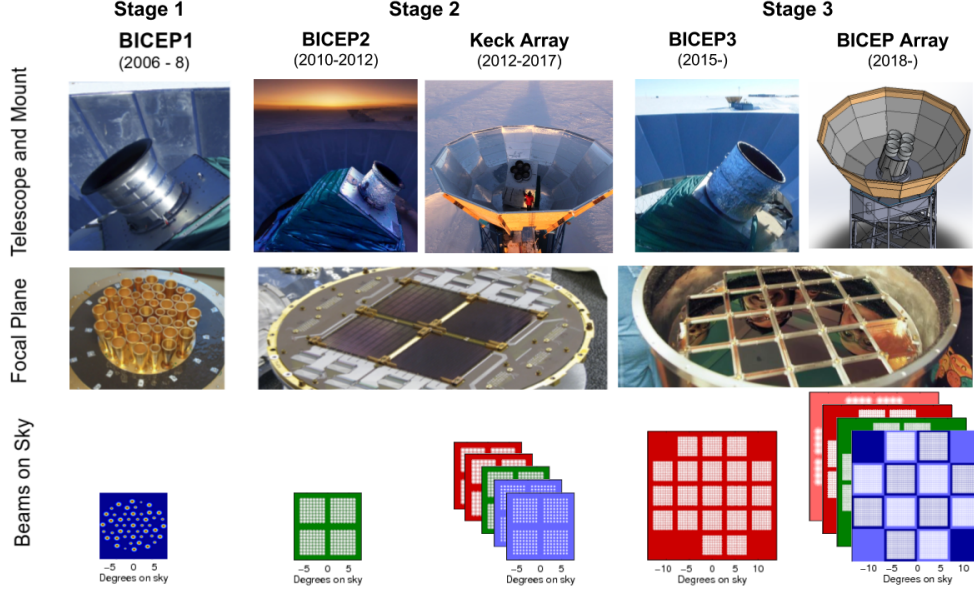 Stage 1
Stage 2
Stage 3
BICEP1
(2006 - 8)
BICEP2
(2010-2012)
Keck Array
(2012-2017)
BICEP3
(2015-)
BICEP Array
(2018-)
Telescope and Mount
Focal Plane
Beams on Sky
−5 0 5
Degrees on sky
−5 0 5
Degrees on sky
−5 0 5
Degrees on sky
−10 −5 0 5 10
Degrees on sky
−10 −5 0 5 10
Degrees on sky